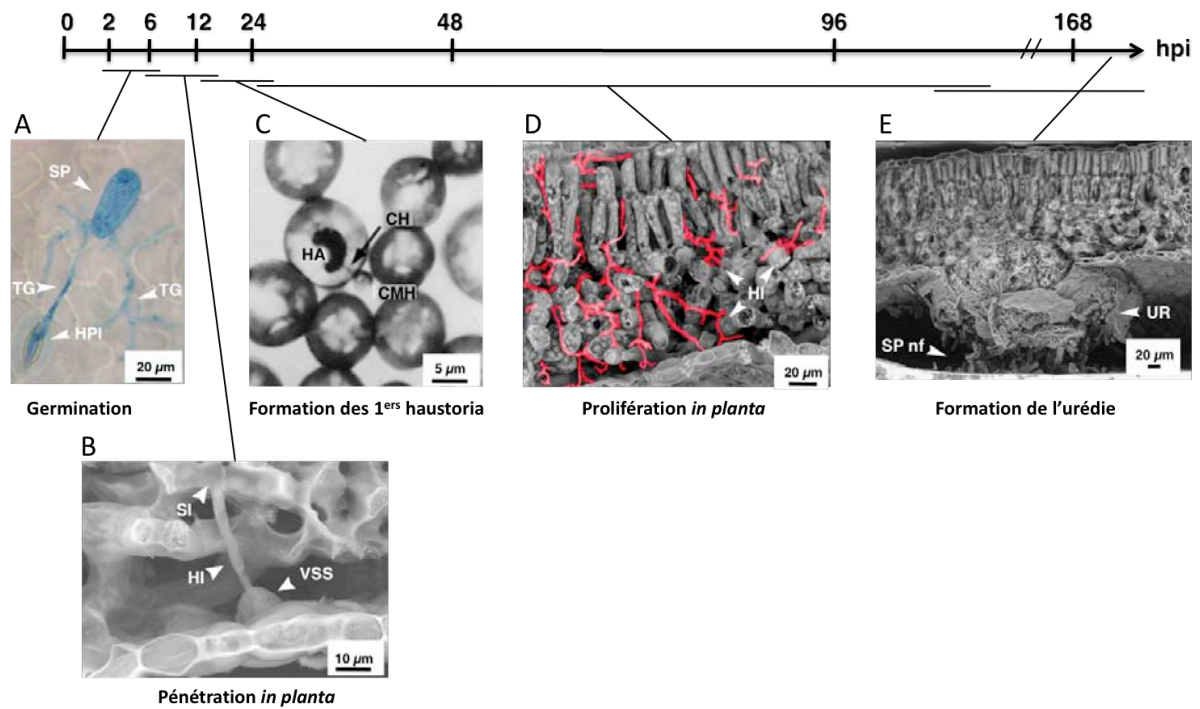 0 2 6 12 24 48 96 168 hpi
A
SP
TG
TG
HPI
20 µm
Germination
C
CH
HA
CMH
5 µm
Formation des 1ers haustoria
D
HI
20 µm
Prolifération in planta
E
UR
SP nf
20 µm
Formation de l'urédie
B
SI
HI
VSS
10 µm
Pénétration in planta